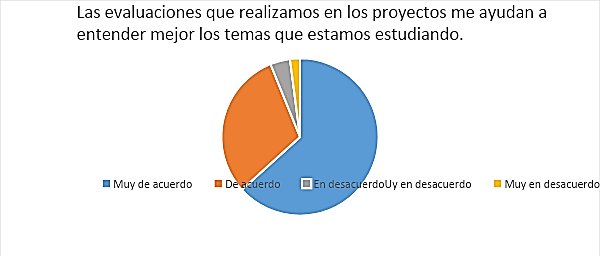 Las evaluaciones que realizamos en los proyectos me ayudan a
entender mejor los temas que estamos estudiando.
Muy de acuerdo De acuerdo En desacuerdoUy en desacuerdo Muy en desacuerdo